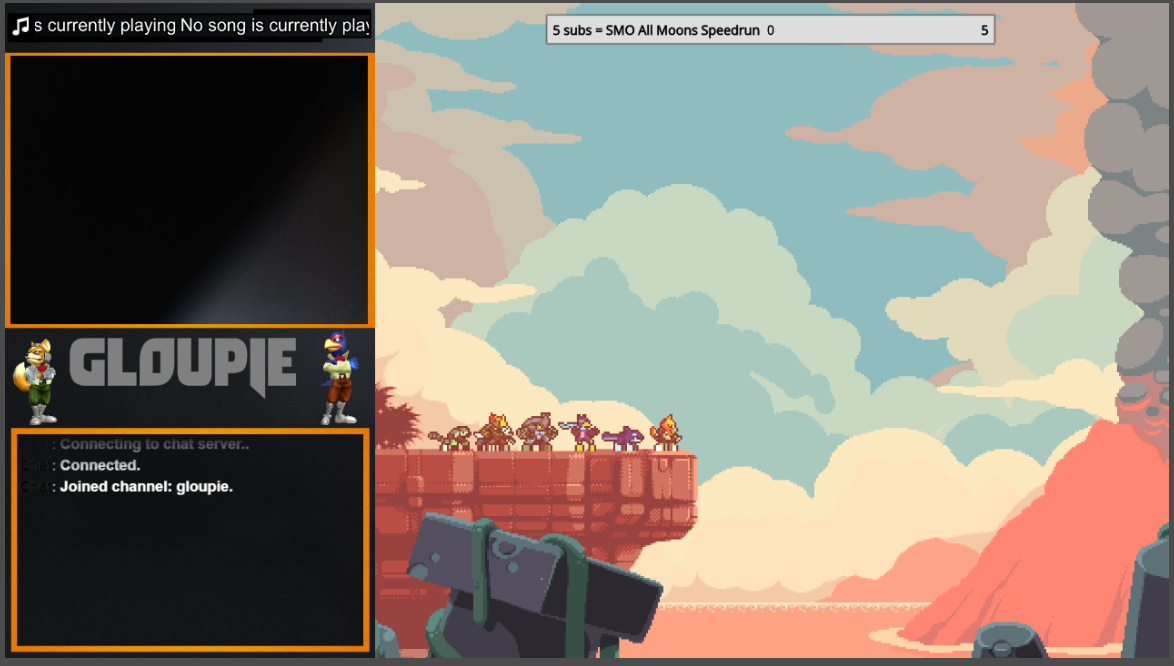 s currently playing No song is currently play
5 subs = SMO All Moons Speedrun 0 5
GLOUPIE
: Connecting to chat server..
: Connected.
: Joined channel: gloupie.